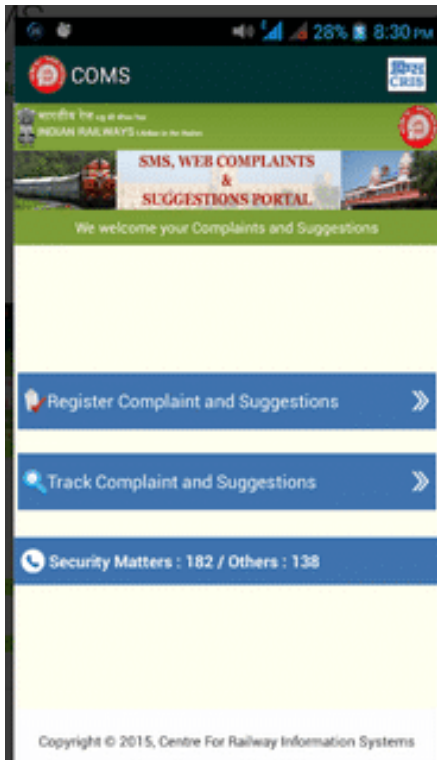 28% 8:30 PM
COMS
CRIS
भारतीय रेल
INDIAN RAILWAYS
SMS, WEB COMPLAINTS
&
SUGGESTIONS PORTAL
We welcome your Complaints and Suggestions
Register Complaint and Suggestions
Track Complaint and Suggestions
Security Matters : 182 / Others : 138
Copyright © 2015, Centre For Railway Information Systems